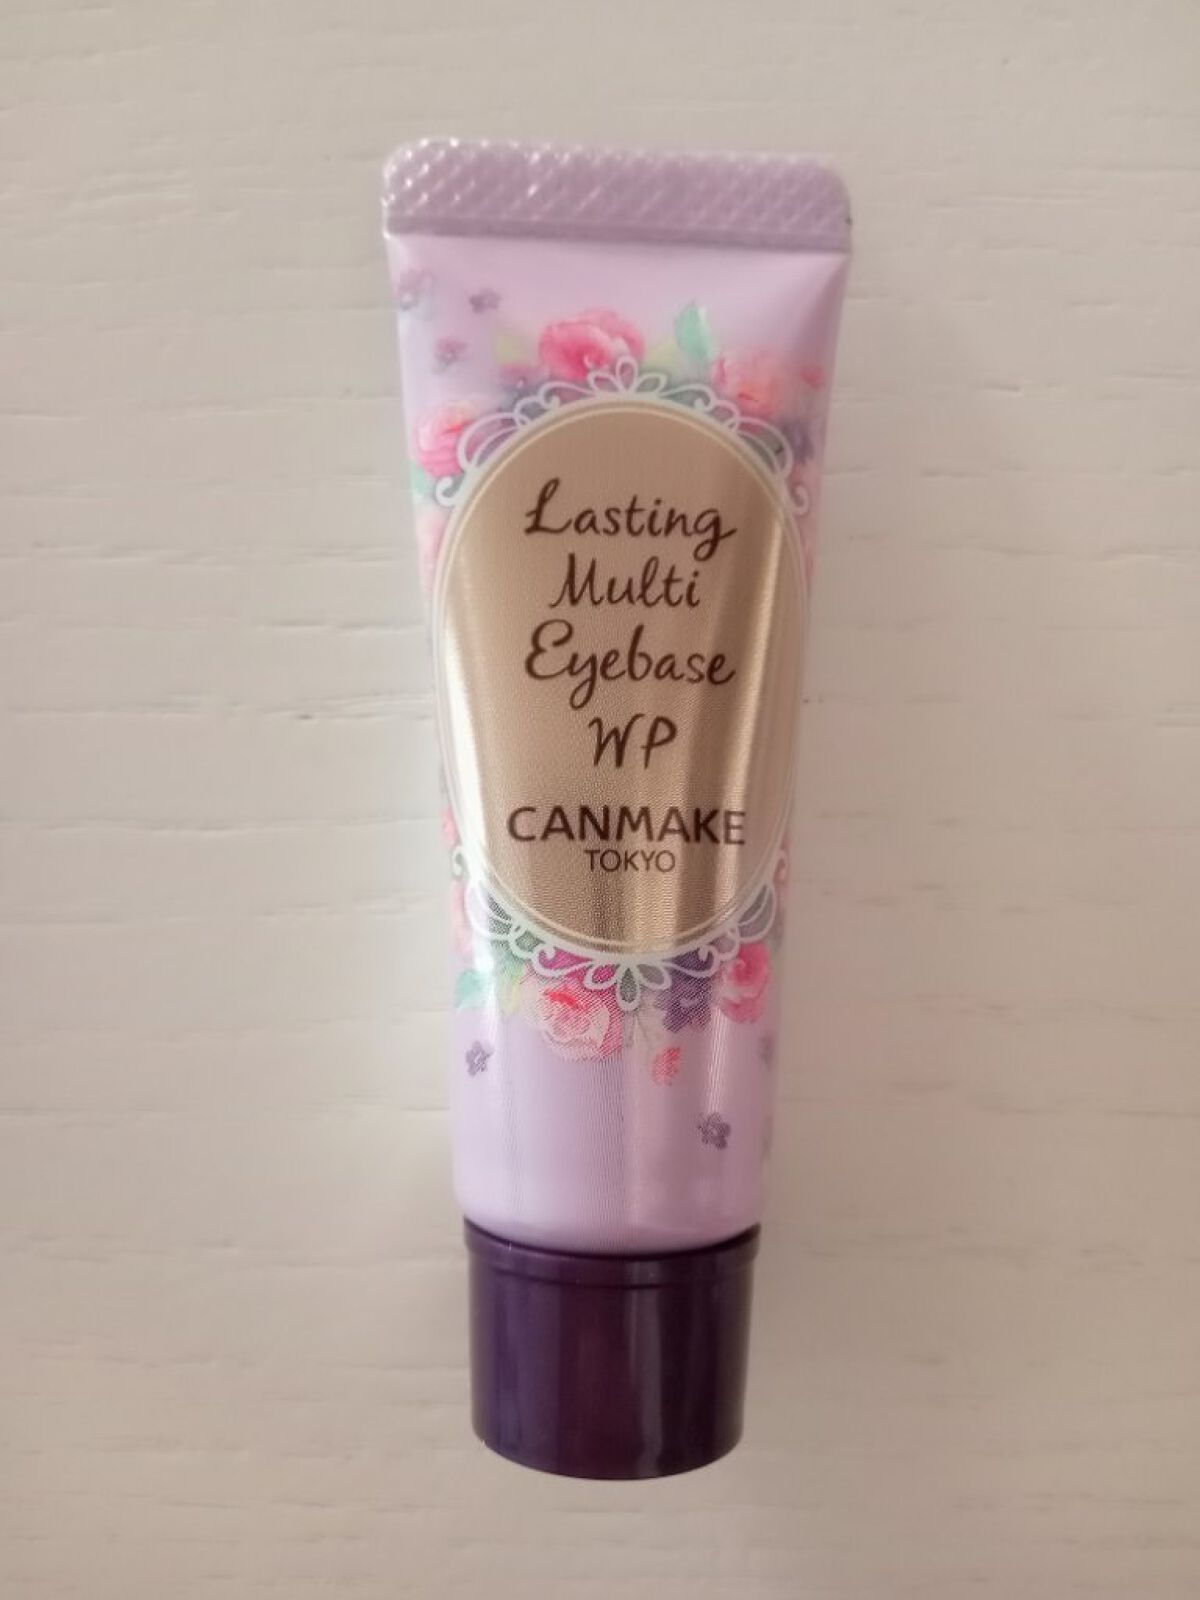 Lasting
Multi
Eyebase
WP
CANMAKE
TOKYO